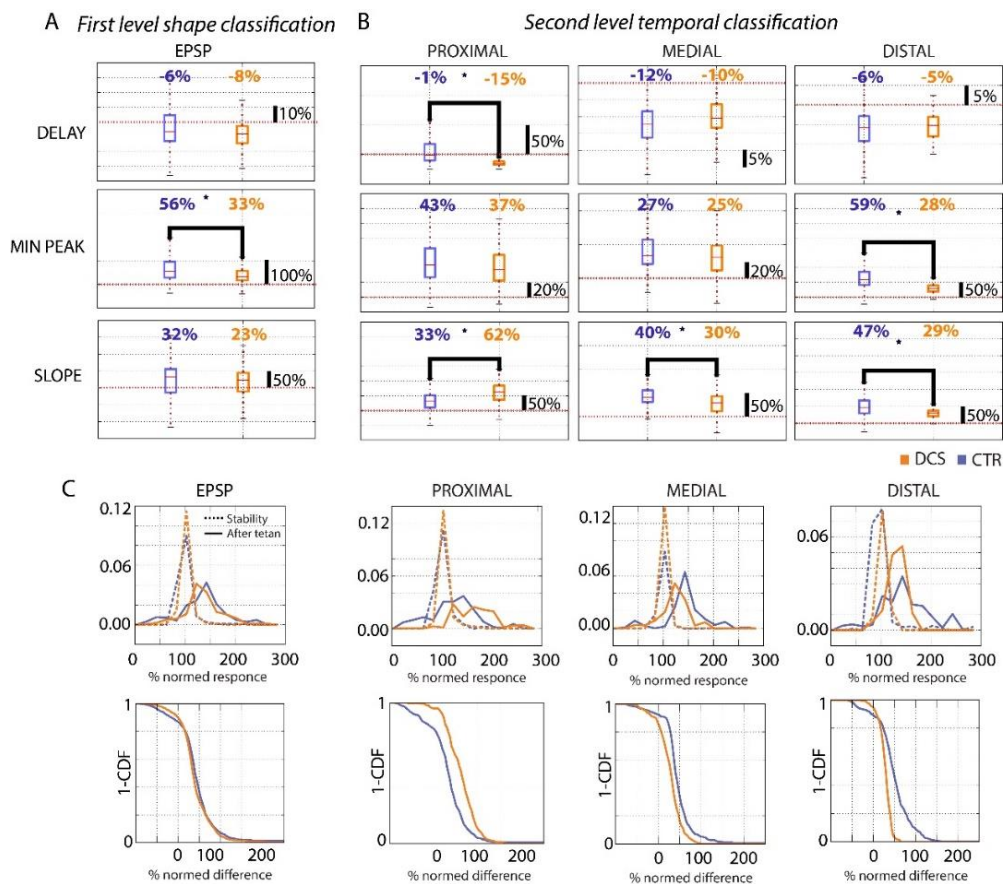 A First level shape classification
B Second level temporal classification
EPSP
PROXIMAL
MEDIAL
DISTAL
DELAY
-6% -8%
10%
-1% * -15%
50%
-12% -10%
5%
-6% -5%
5%
MIN PEAK
56% * 33%
100%
43% 37%
20%
27% 25%
20%
59% * 28%
50%
SLOPE
32% 23%
50%
33% * 62%
50%
40% * 30%
50%
47% * 29%
50%
DCS CTR
C
EPSP
PROXIMAL
MEDIAL
DISTAL
0.12
0.06
0.00
Stability
After tetan
0 100 200 300
% normed responce
0.12
0.06
0.00
0 100 200 300
% normed responce
0.12
0.06
0.00
0 100 200 300
% normed responce
0.12
0.06
0.00
0 100 200 300
% normed responce
1
1-CDF
0
0 100 200
% normed difference
1
1-CDF
0
0 100 200
% normed difference
1
1-CDF
0
0 100 200
% normed difference
1
1-CDF
0
0 100 200
% normed difference